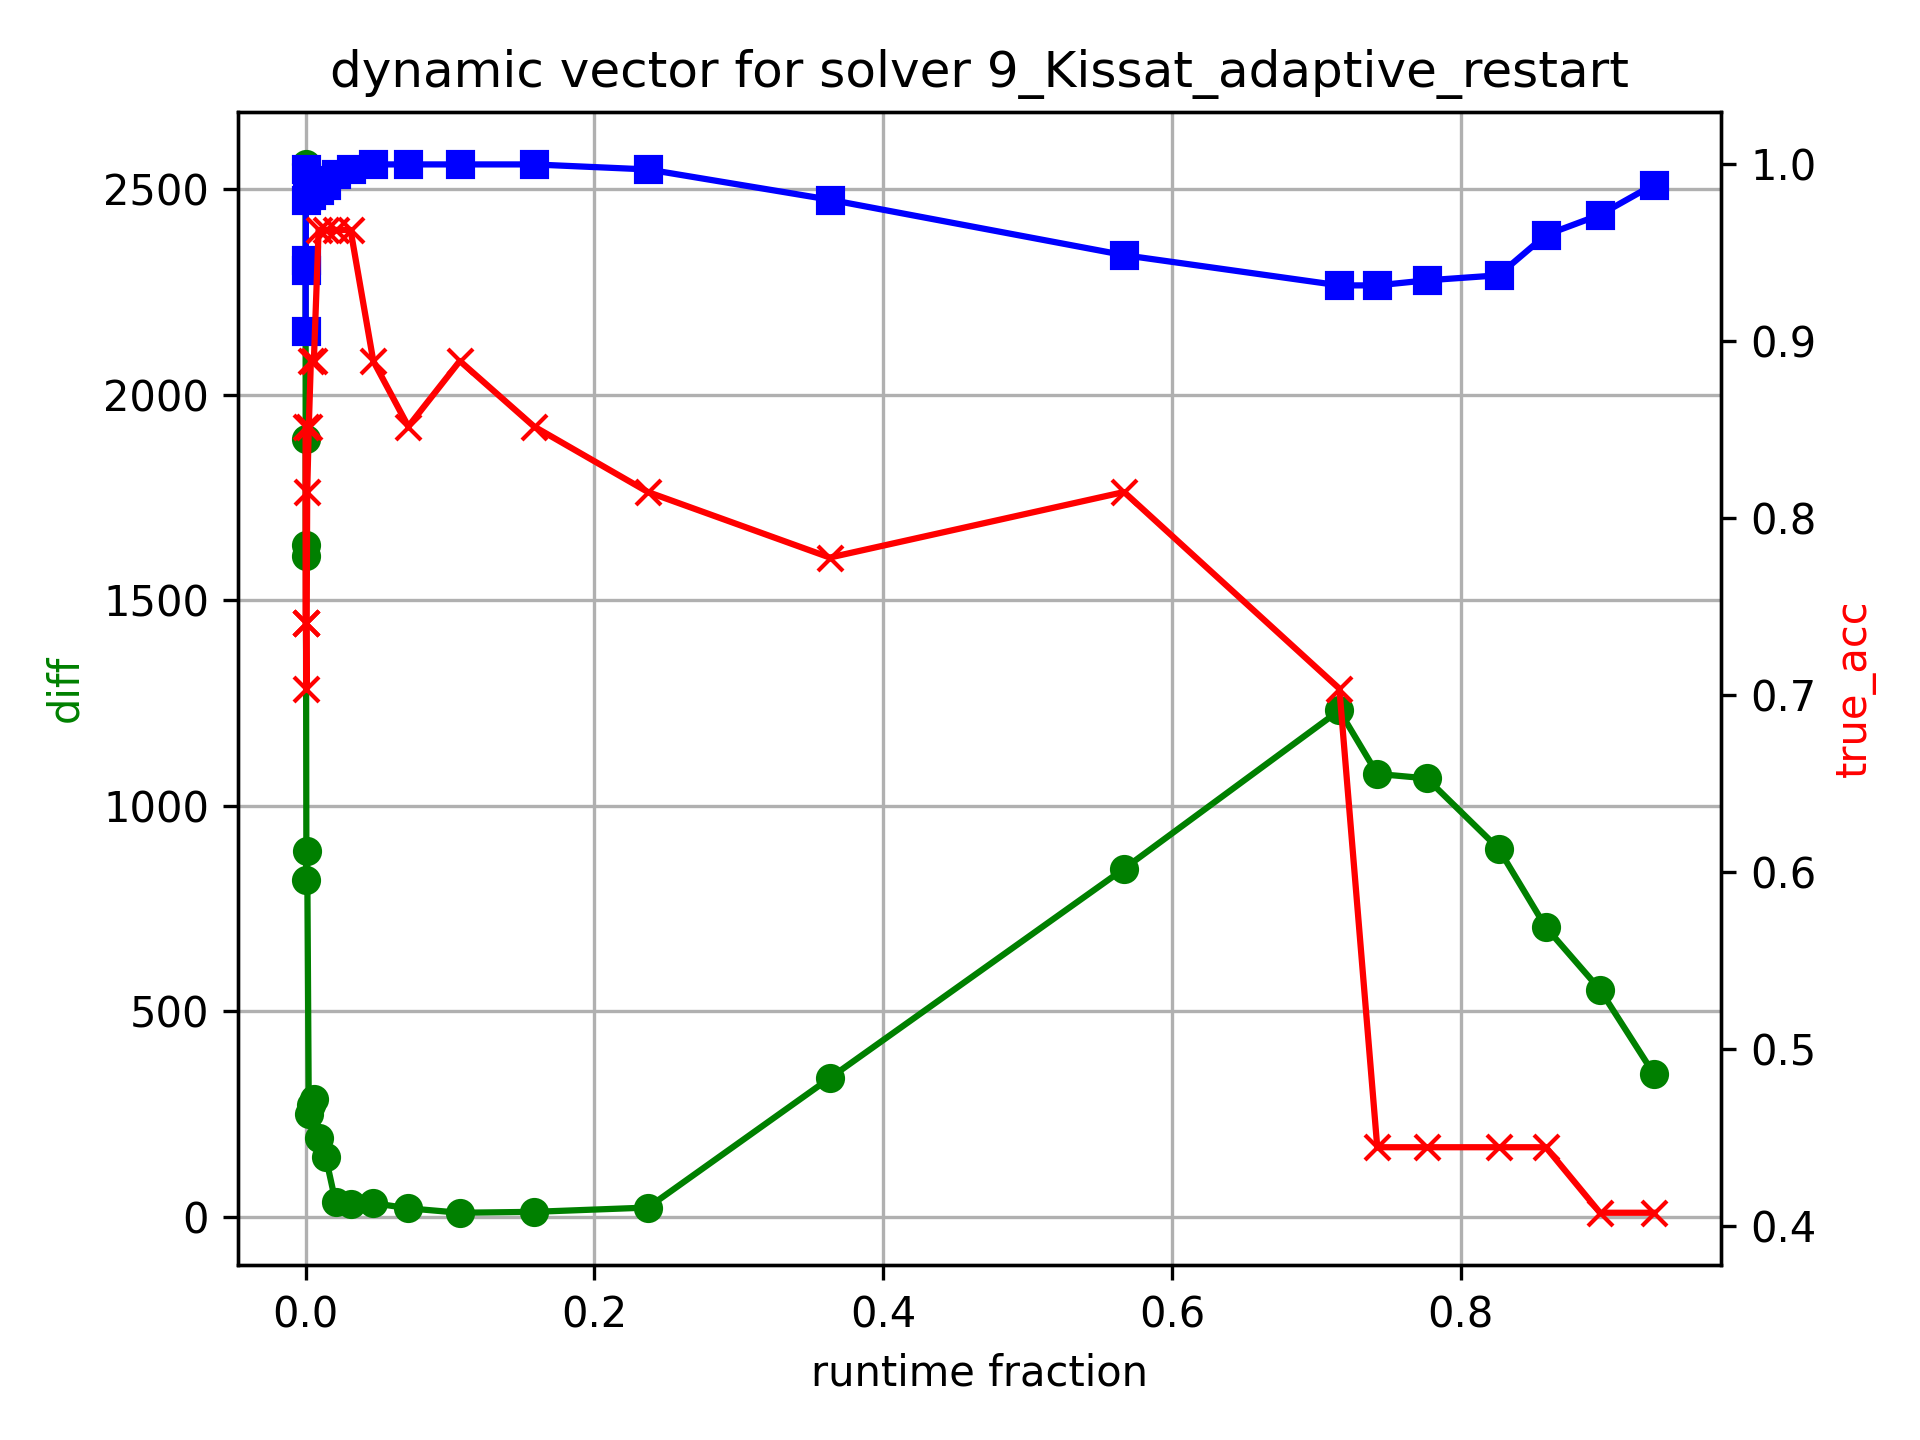 dynamic vector for solver 9_Kissat_adaptive_restart
2500
2000
1500
1000
500
0
diff
1.0
0.9
0.8
0.7
0.6
0.5
0.4
true_acc
0.0 0.2 0.4 0.6 0.8
runtime fraction